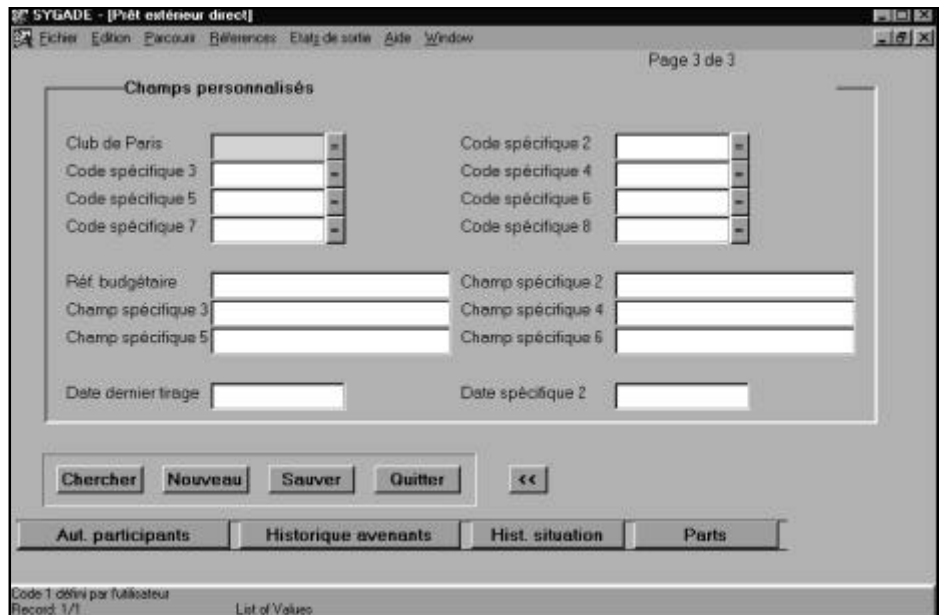 SYGADE - [Prêt extérieur direct]
Fichier Edition Parcourir Références Etats de sortie Aide Window
Page 3 de 3
Champs personnalisés
Club de Paris = Code spécifique 2 =
Code spécifique 3 = Code spécifique 4 =
Code spécifique 5 = Code spécifique 6 =
Code spécifique 7 = Code spécifique 8 =
Réf. budgétaire Champ spécifique 2
Champ spécifique 3 Champ spécifique 4
Champ spécifique 5 Champ spécifique 6
Date dernier tirage Date spécifique 2
Chercher Nouveau Sauver Quitter <<
Aut. participants Historique avenants Hist. situation Parts
Code 1 défini par l'utilisateur
Record: 1/1 List of Values